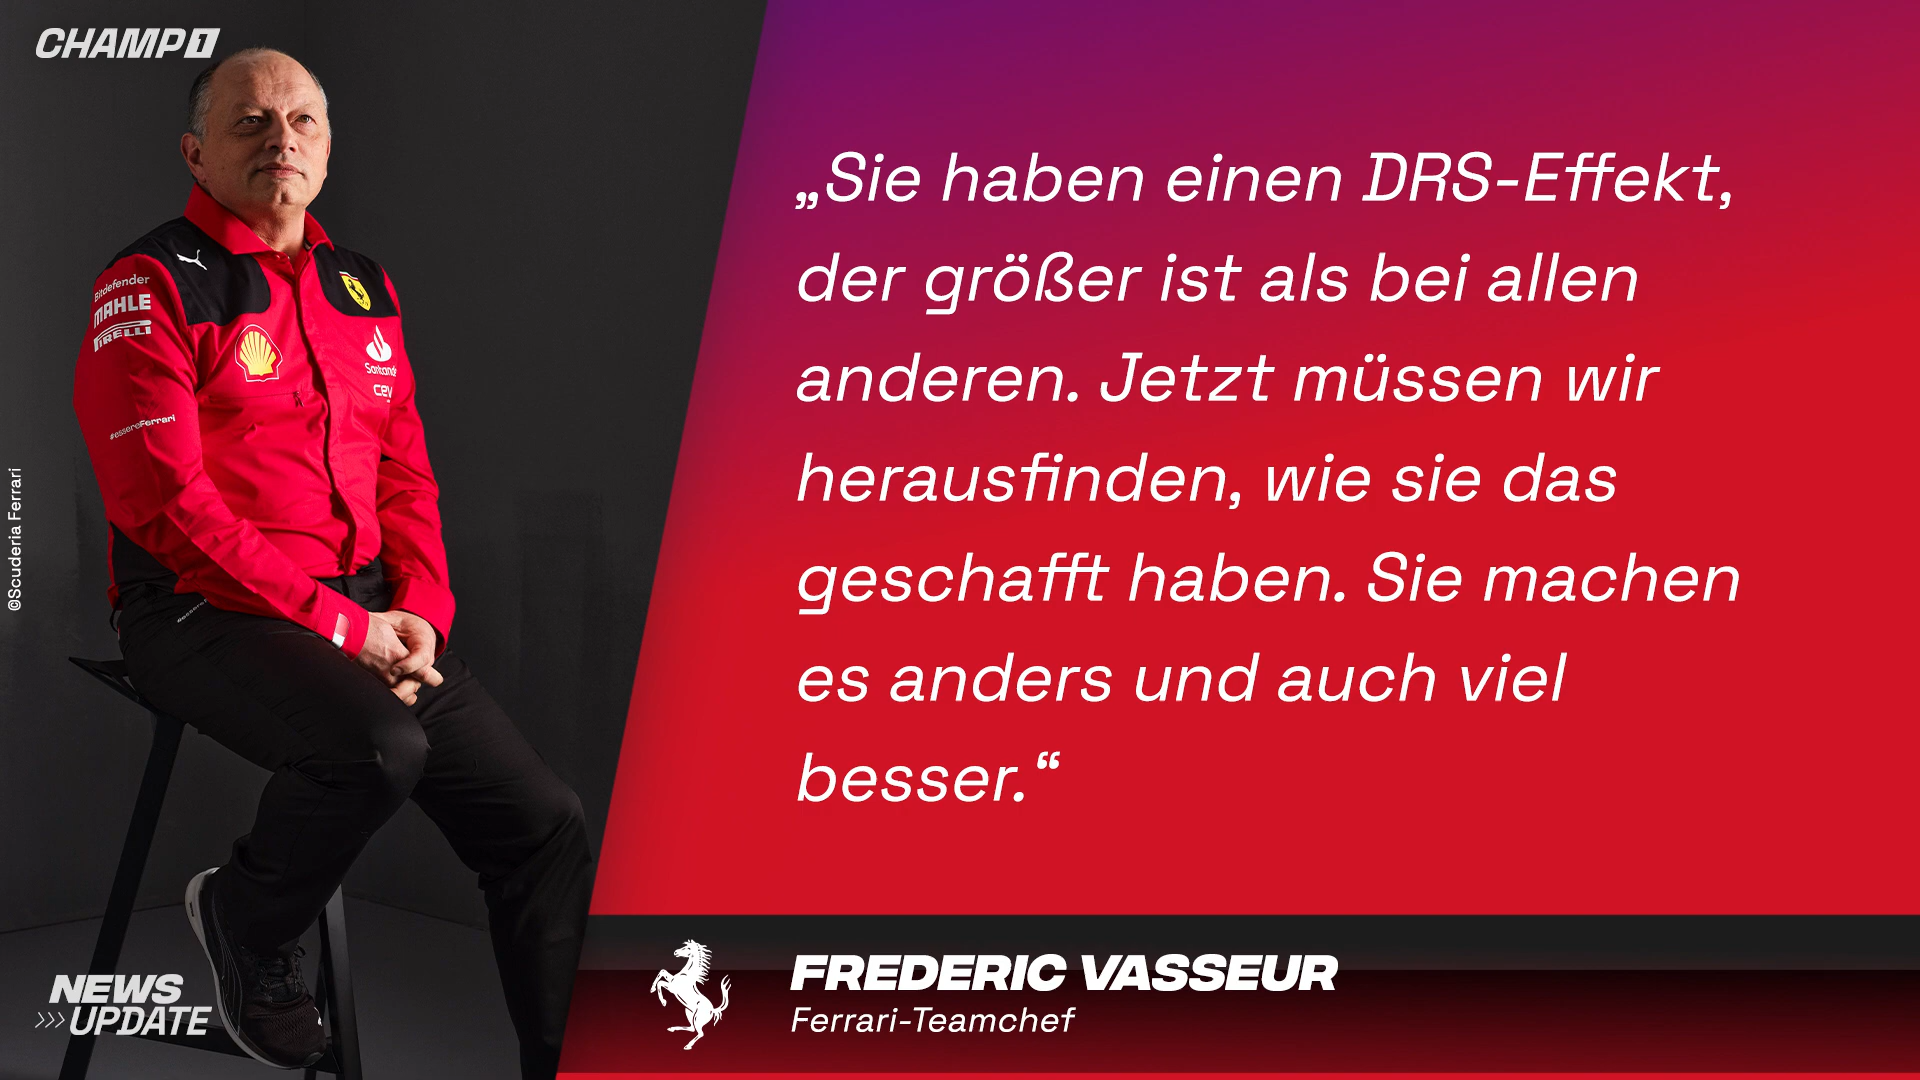 CHAMP1
„Sie haben einen DRS-Effekt,
der größer ist als bei allen
anderen. Jetzt müssen wir
herausfinden, wie sie das
geschafft haben. Sie machen
es anders und auch viel
besser.“
FREDERIC VASSEUR
Ferrari-Teamchef
NEWS
>>> UPDATE
©Scuderia Ferrari
Bitdefender
MAHLE
PIRELLI
#essereFerrari
Santand